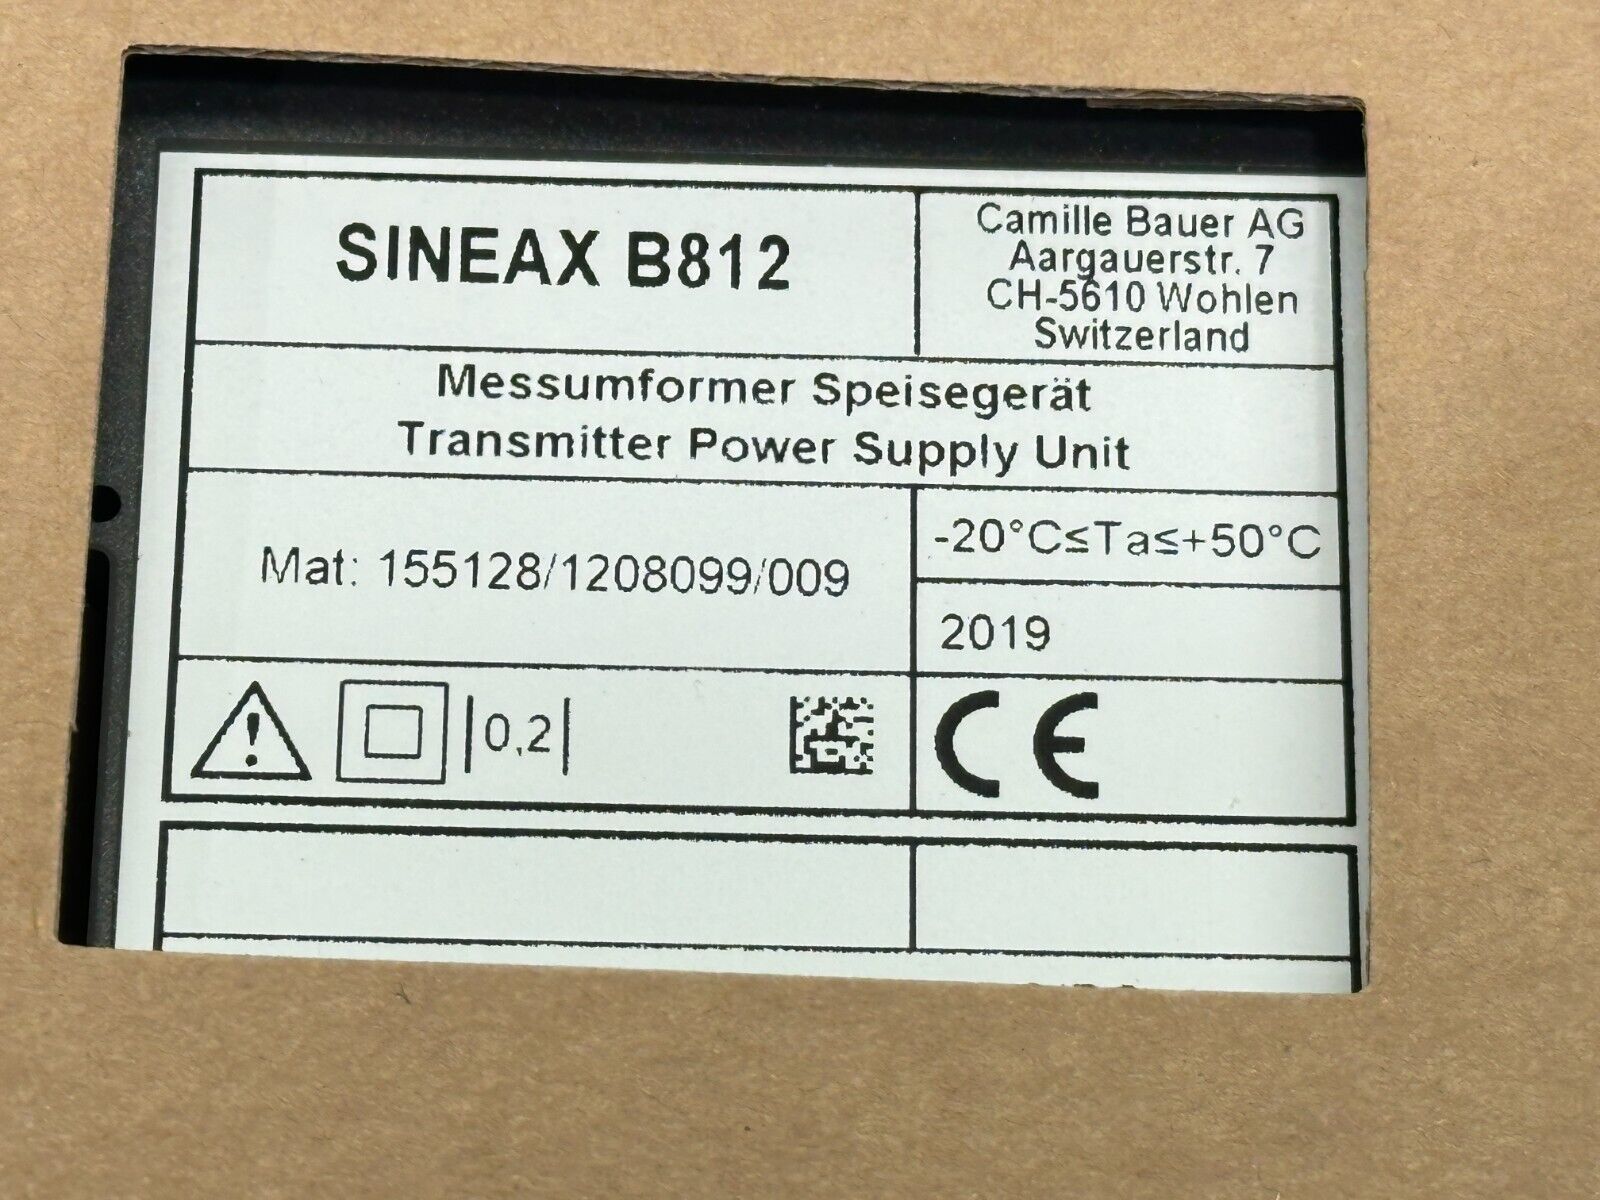 SINEAX B812
Camille Bauer AG
Aargauerstr. 7
CH-5610 Wohlen
Switzerland
Messumformer Speisegerät
Transmitter Power Supply Unit
Mat: 155128/1208099/009
-20°C≤Ta≤+50°C
2019
|0,2|
CE